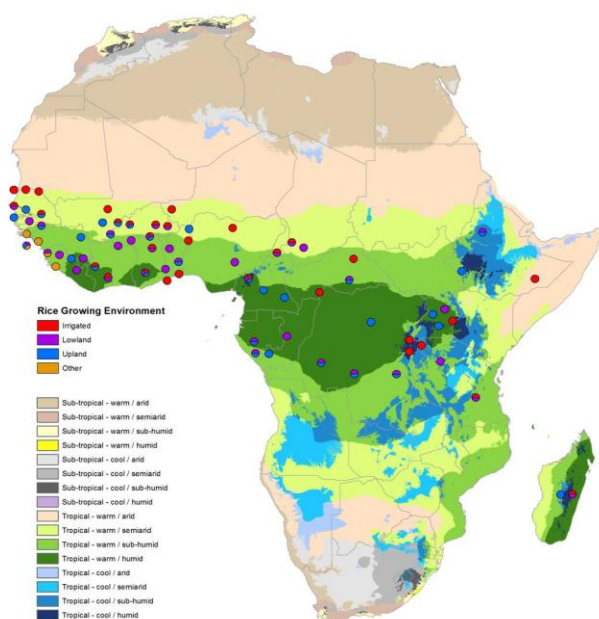 Rice Growing Environment
Irrigated
Lowland
Upland
Other
Sub-tropical - warm / arid
Sub-tropical - warm / semiarid
Sub-tropical - warm / sub-humid
Sub-tropical - warm / humid
Sub-tropical - cool / arid
Sub-tropical - cool / semiarid
Sub-tropical - cool / sub-humid
Sub-tropical - cool / humid
Tropical - warm / arid
Tropical - warm / semiarid
Tropical - warm / sub-humid
Tropical - warm / humid
Tropical - cool / arid
Tropical - cool / semiarid
Tropical - cool / sub-humid
Tropical - cool / humid